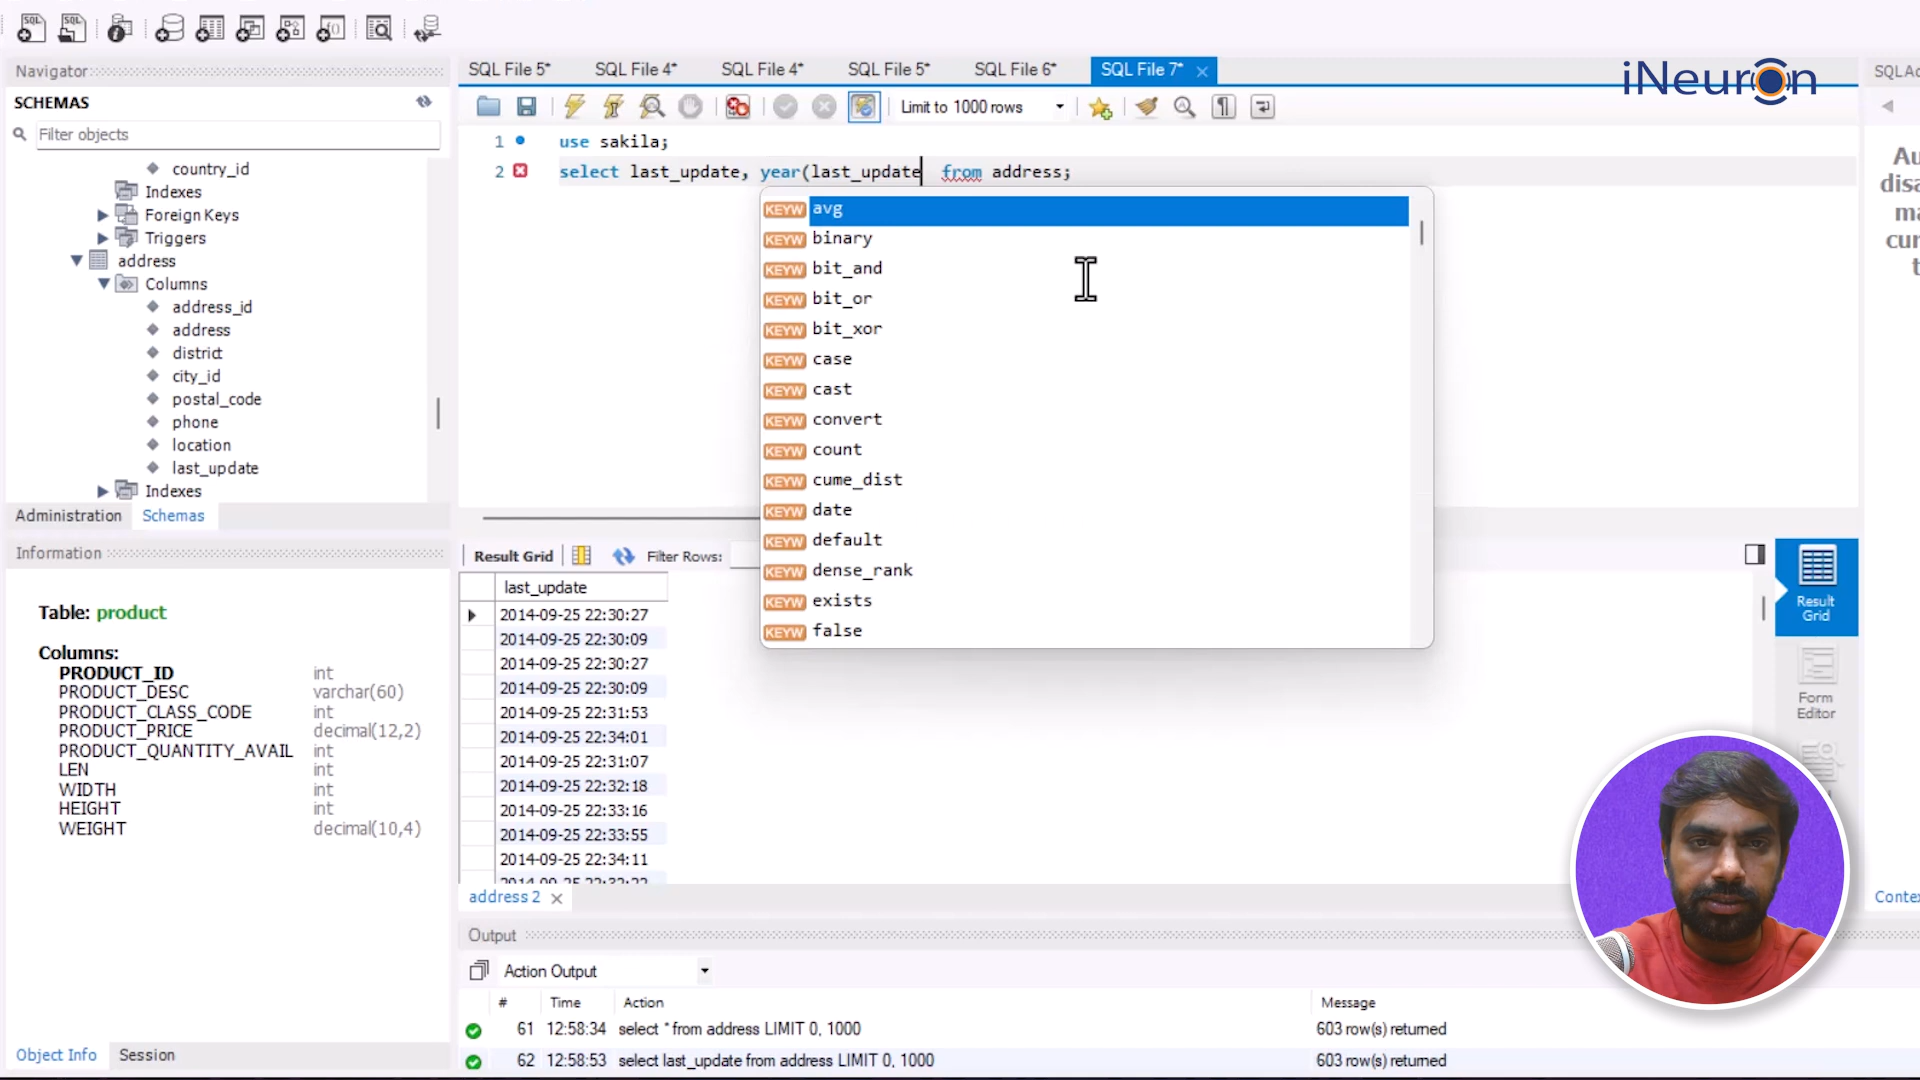 SQL File 5*
SQL File 4*
SQL File 4*
SQL File 5*
SQL File 6*
SQL File 7*
iNeuron
Navigator
SCHEMAS
Filter objects
country_id
Indexes
Foreign Keys
Triggers
address
Columns
address_id
address
district
city_id
postal_code
phone
location
last_update
Indexes
Administration
Schemas
Information
Table: product
Columns:
PRODUCT_ID int
PRODUCT_DESC varchar(60)
PRODUCT_CLASS_CODE int
PRODUCT_PRICE decimal(12,2)
PRODUCT_QUANTITY_AVAIL int
LEN int
WIDTH int
HEIGHT int
WEIGHT decimal(10,4)
Object Info
Session
Limit to 1000 rows
1 use sakila;
2 select last_update, year(last_update from address;
KEYW avg
KEYW binary
KEYW bit_and
KEYW bit_or
KEYW bit_xor
KEYW case
KEYW cast
KEYW convert
KEYW count
KEYW cume_dist
KEYW date
KEYW default
KEYW dense_rank
KEYW exists
KEYW false
Result Grid
Filter Rows:
last_update
2014-09-25 22:30:27
2014-09-25 22:30:09
2014-09-25 22:30:27
2014-09-25 22:30:09
2014-09-25 22:31:53
2014-09-25 22:34:01
2014-09-25 22:31:07
2014-09-25 22:32:18
2014-09-25 22:33:16
2014-09-25 22:33:55
2014-09-25 22:34:11
Result
Grid
Form
Editor
address 2
Output
Action Output
# Time Action Message
61 12:58:34 select * from address LIMIT 0, 1000 603 row(s) returned
62 12:58:53 select last_update from address LIMIT 0, 1000 603 row(s) returned